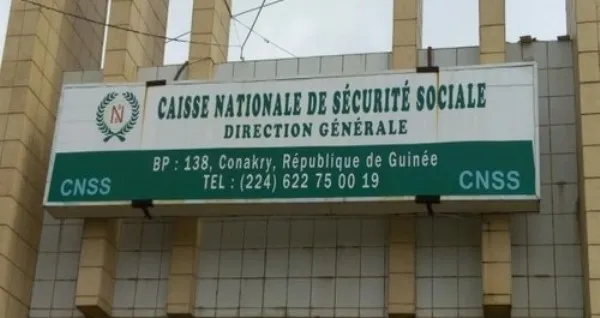 CAISSE NATIONALE DE SÉCURITÉ SOCIALE
DIRECTION GÉNÉRALE
BP : 138, Conakry, République de Guinée
TEL : (224) 622 75 00 19
CNSS CNSS